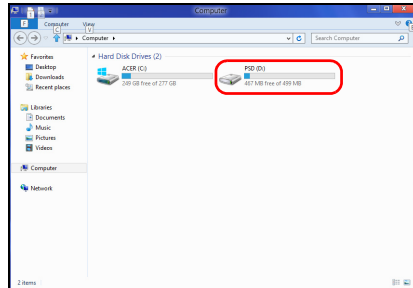 Computer
F
Computer
View
C
V
Computer
Search Computer
Favorites
Desktop
Downloads
Recent places
Libraries
Documents
Music
Pictures
Videos
Computer
Network
Hard Disk Drives (2)
ACER (C:)
249 GB free of 277 GB
PSD (D:)
467 MB free of 499 MB
2 items